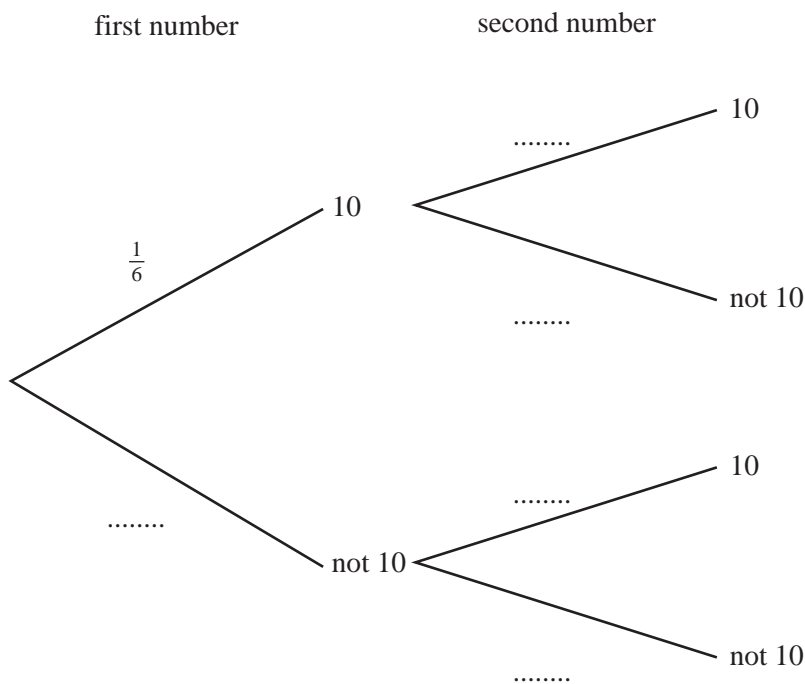 first number second number
10
........
10
1/6
not 10
........
10
........
........
not 10
not 10
........